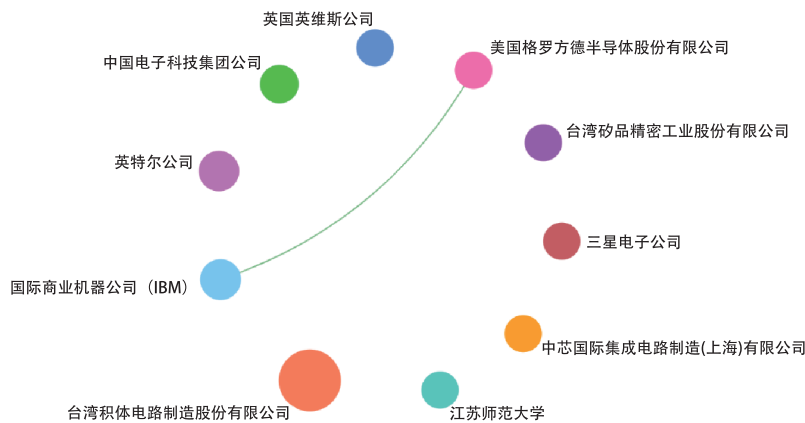 英国英维斯公司
美国格罗方德半导体股份有限公司
中国电子科技集团公司
台湾矽品精密工业股份有限公司
英特尔公司
三星电子公司
国际商业机器公司（IBM）
中芯国际集成电路制造(上海)有限公司
台湾积体电路制造股份有限公司
江苏师范大学